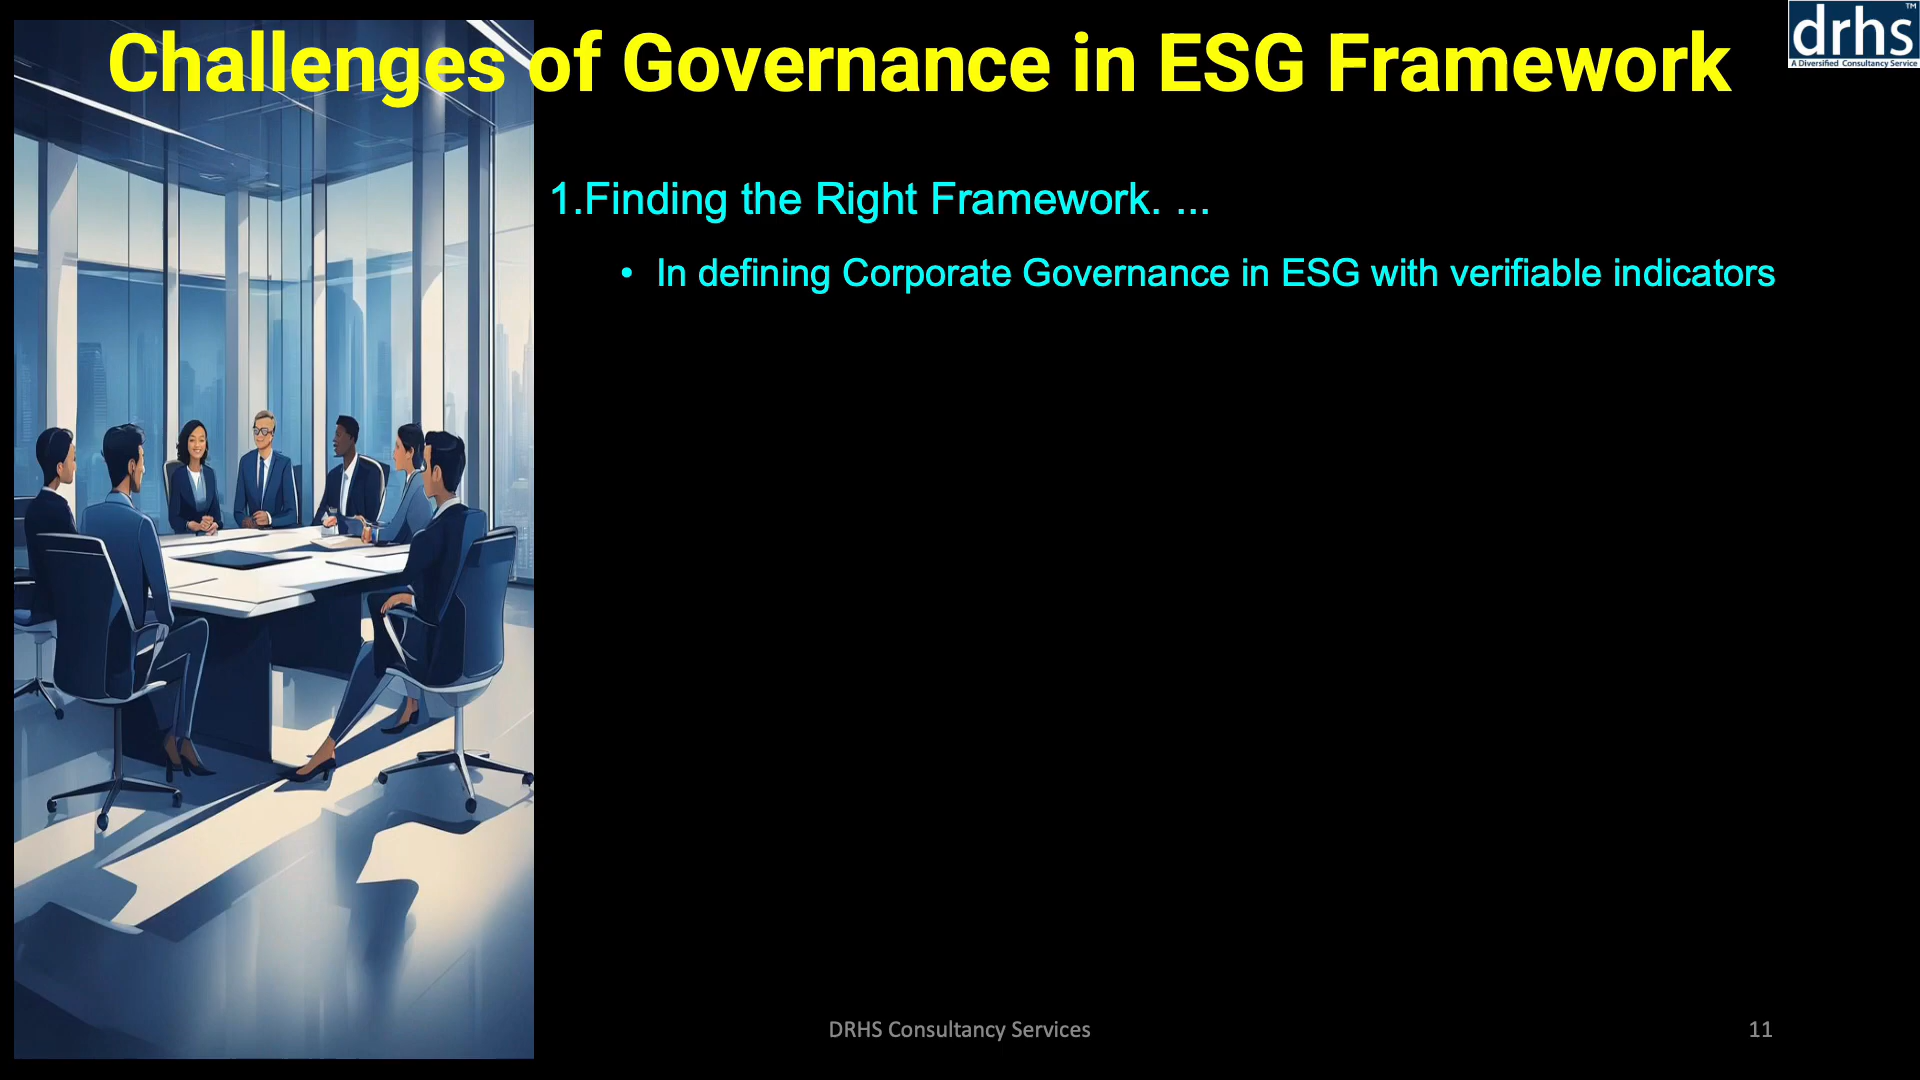 Challenges of Governance in ESG Framework
drhs™
A Diversified Consultancy Service
1.Finding the Right Framework. ...
• In defining Corporate Governance in ESG with verifiable indicators
DRHS Consultancy Services
11